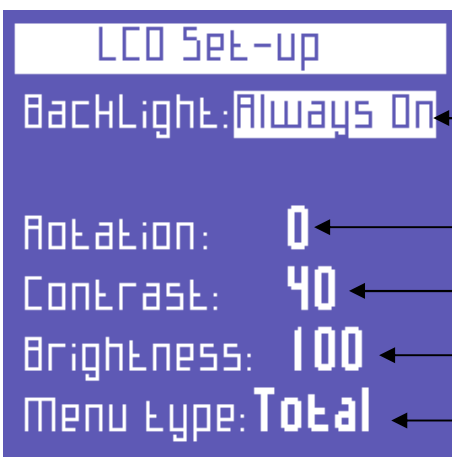 LCD Set-up
BackLight: Always On
Rotation: 0
Contrast: 40
Brightness: 100
Menu type: Total